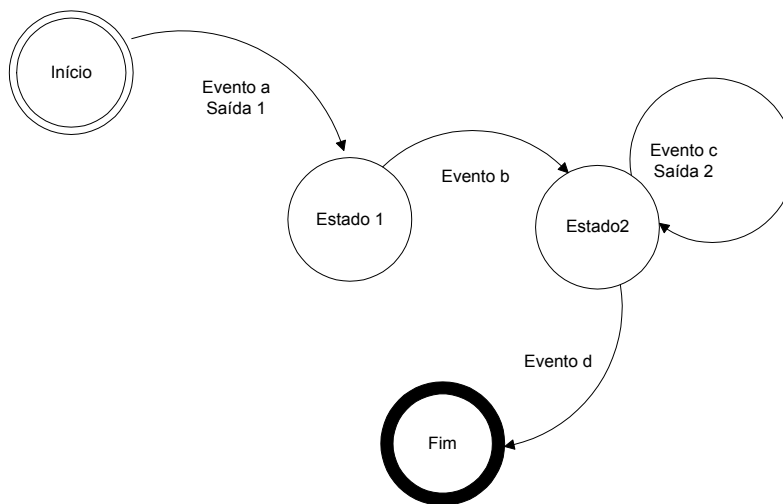 Início
Evento a
Saída 1
Estado 1
Evento b
Estado2
Evento c
Saída 2
Evento d
Fim